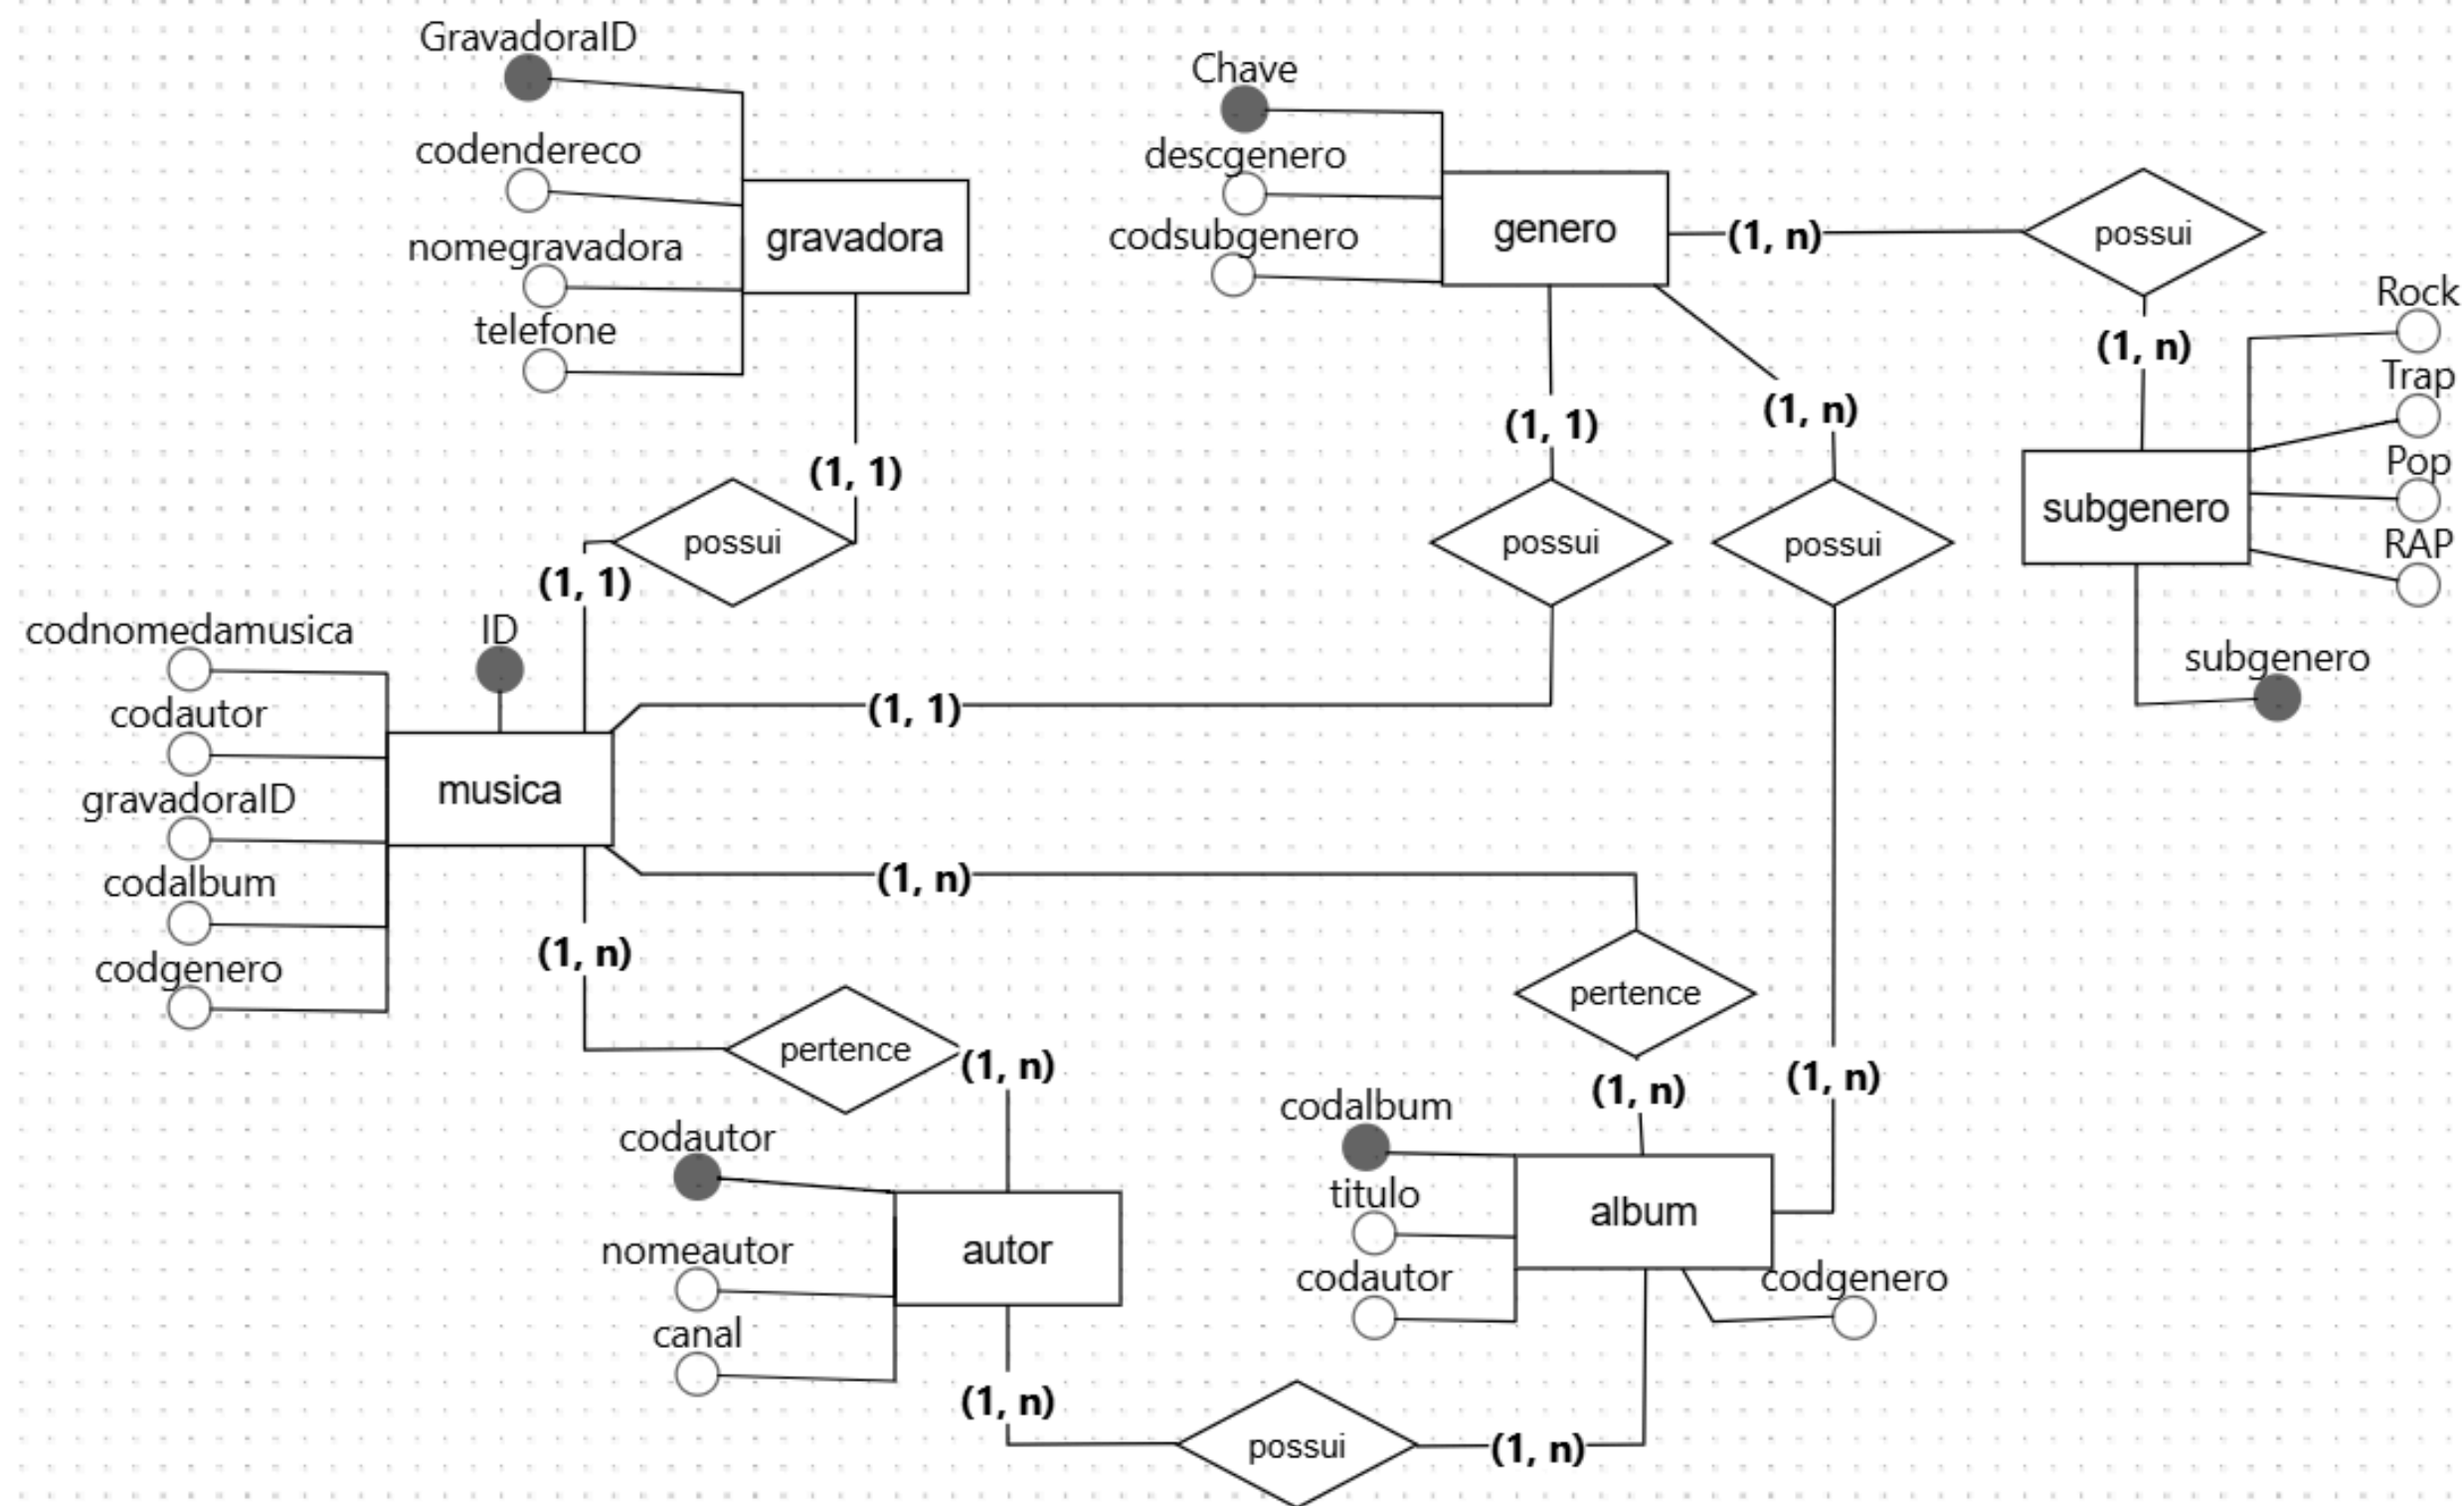 GravadoraID
codendereco
nomegravadora
telefone
gravadora
(1, 1)
possui
(1, 1)
Chave
descgenero
codsubgenero
genero
(1, n)
possui
(1, n)
Rock
Trap
Pop
RAP
subgenero
subgenero
(1, 1)
possui
(1, 1)
(1, n)
possui
(1, n)
codnomedamusica
ID
codautor
gravadoraID
codalbum
codgenero
musica
(1, n)
pertence
(1, n)
(1, n)
pertence
(1, n)
codautor
nomeautor
canal
autor
codalbum
titulo
codautor
album
codgenero
(1, n)
possui
(1, n)